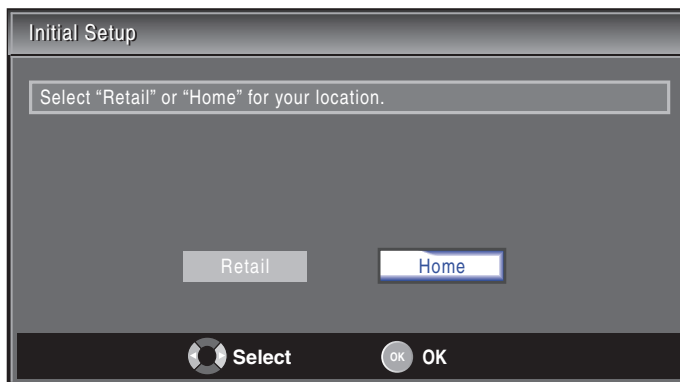 Initial Setup
Select “Retail” or “Home” for your location.
Retail Home
Select OK OK